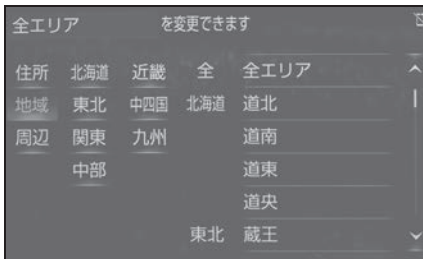 全エリア を変更できます
住所 北海道 近畿 全 全エリア
地域 東北 中四国 北海道 道北
周辺 関東 九州 道南
中部 道東
道央
東北 蔵王